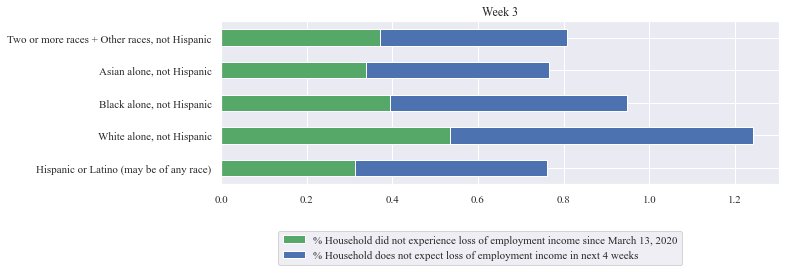 Week 3
Two or more races + Other races, not Hispanic
Asian alone, not Hispanic
Black alone, not Hispanic
White alone, not Hispanic
Hispanic or Latino (may be of any race)
0.0 0.2 0.4 0.6 0.8 1.0 1.2
% Household did not experience loss of employment income since March 13, 2020
% Household does not expect loss of employment income in next 4 weeks